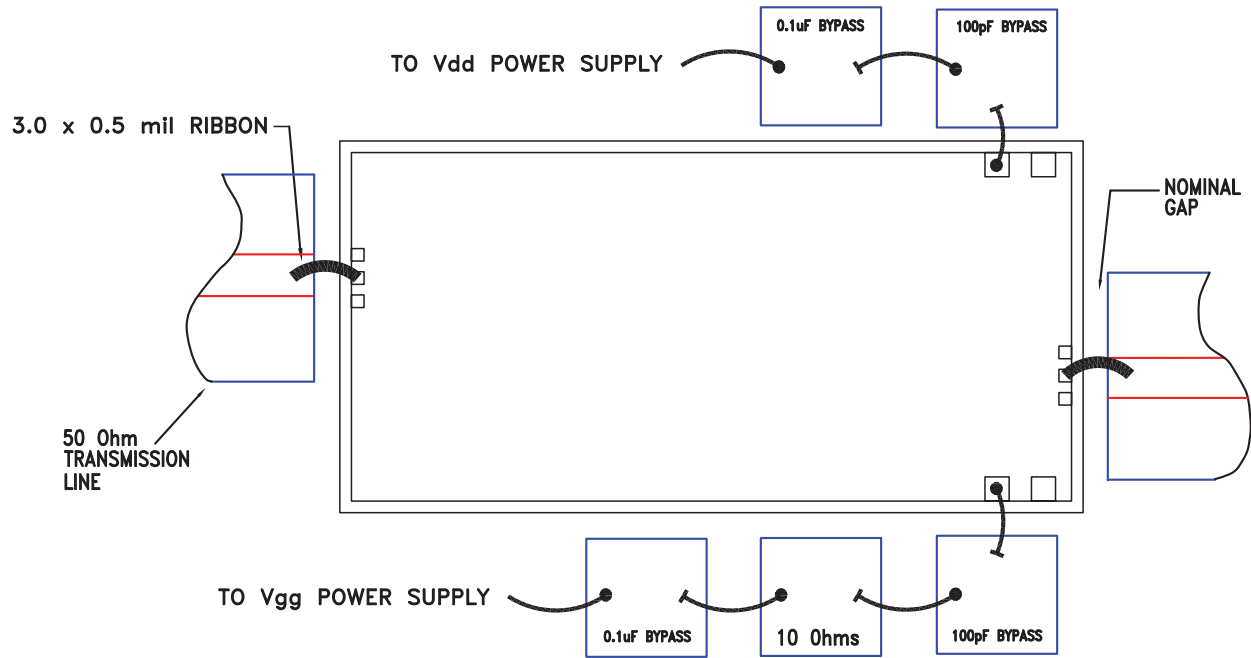 0.1uF BYPASS
100pF BYPASS
TO Vdd POWER SUPPLY
3.0 x 0.5 mil RIBBON
NOMINAL
GAP
50 Ohm
TRANSMISSION
LINE
TO Vgg POWER SUPPLY
0.1uF BYPASS
10 Ohms
100pF BYPASS